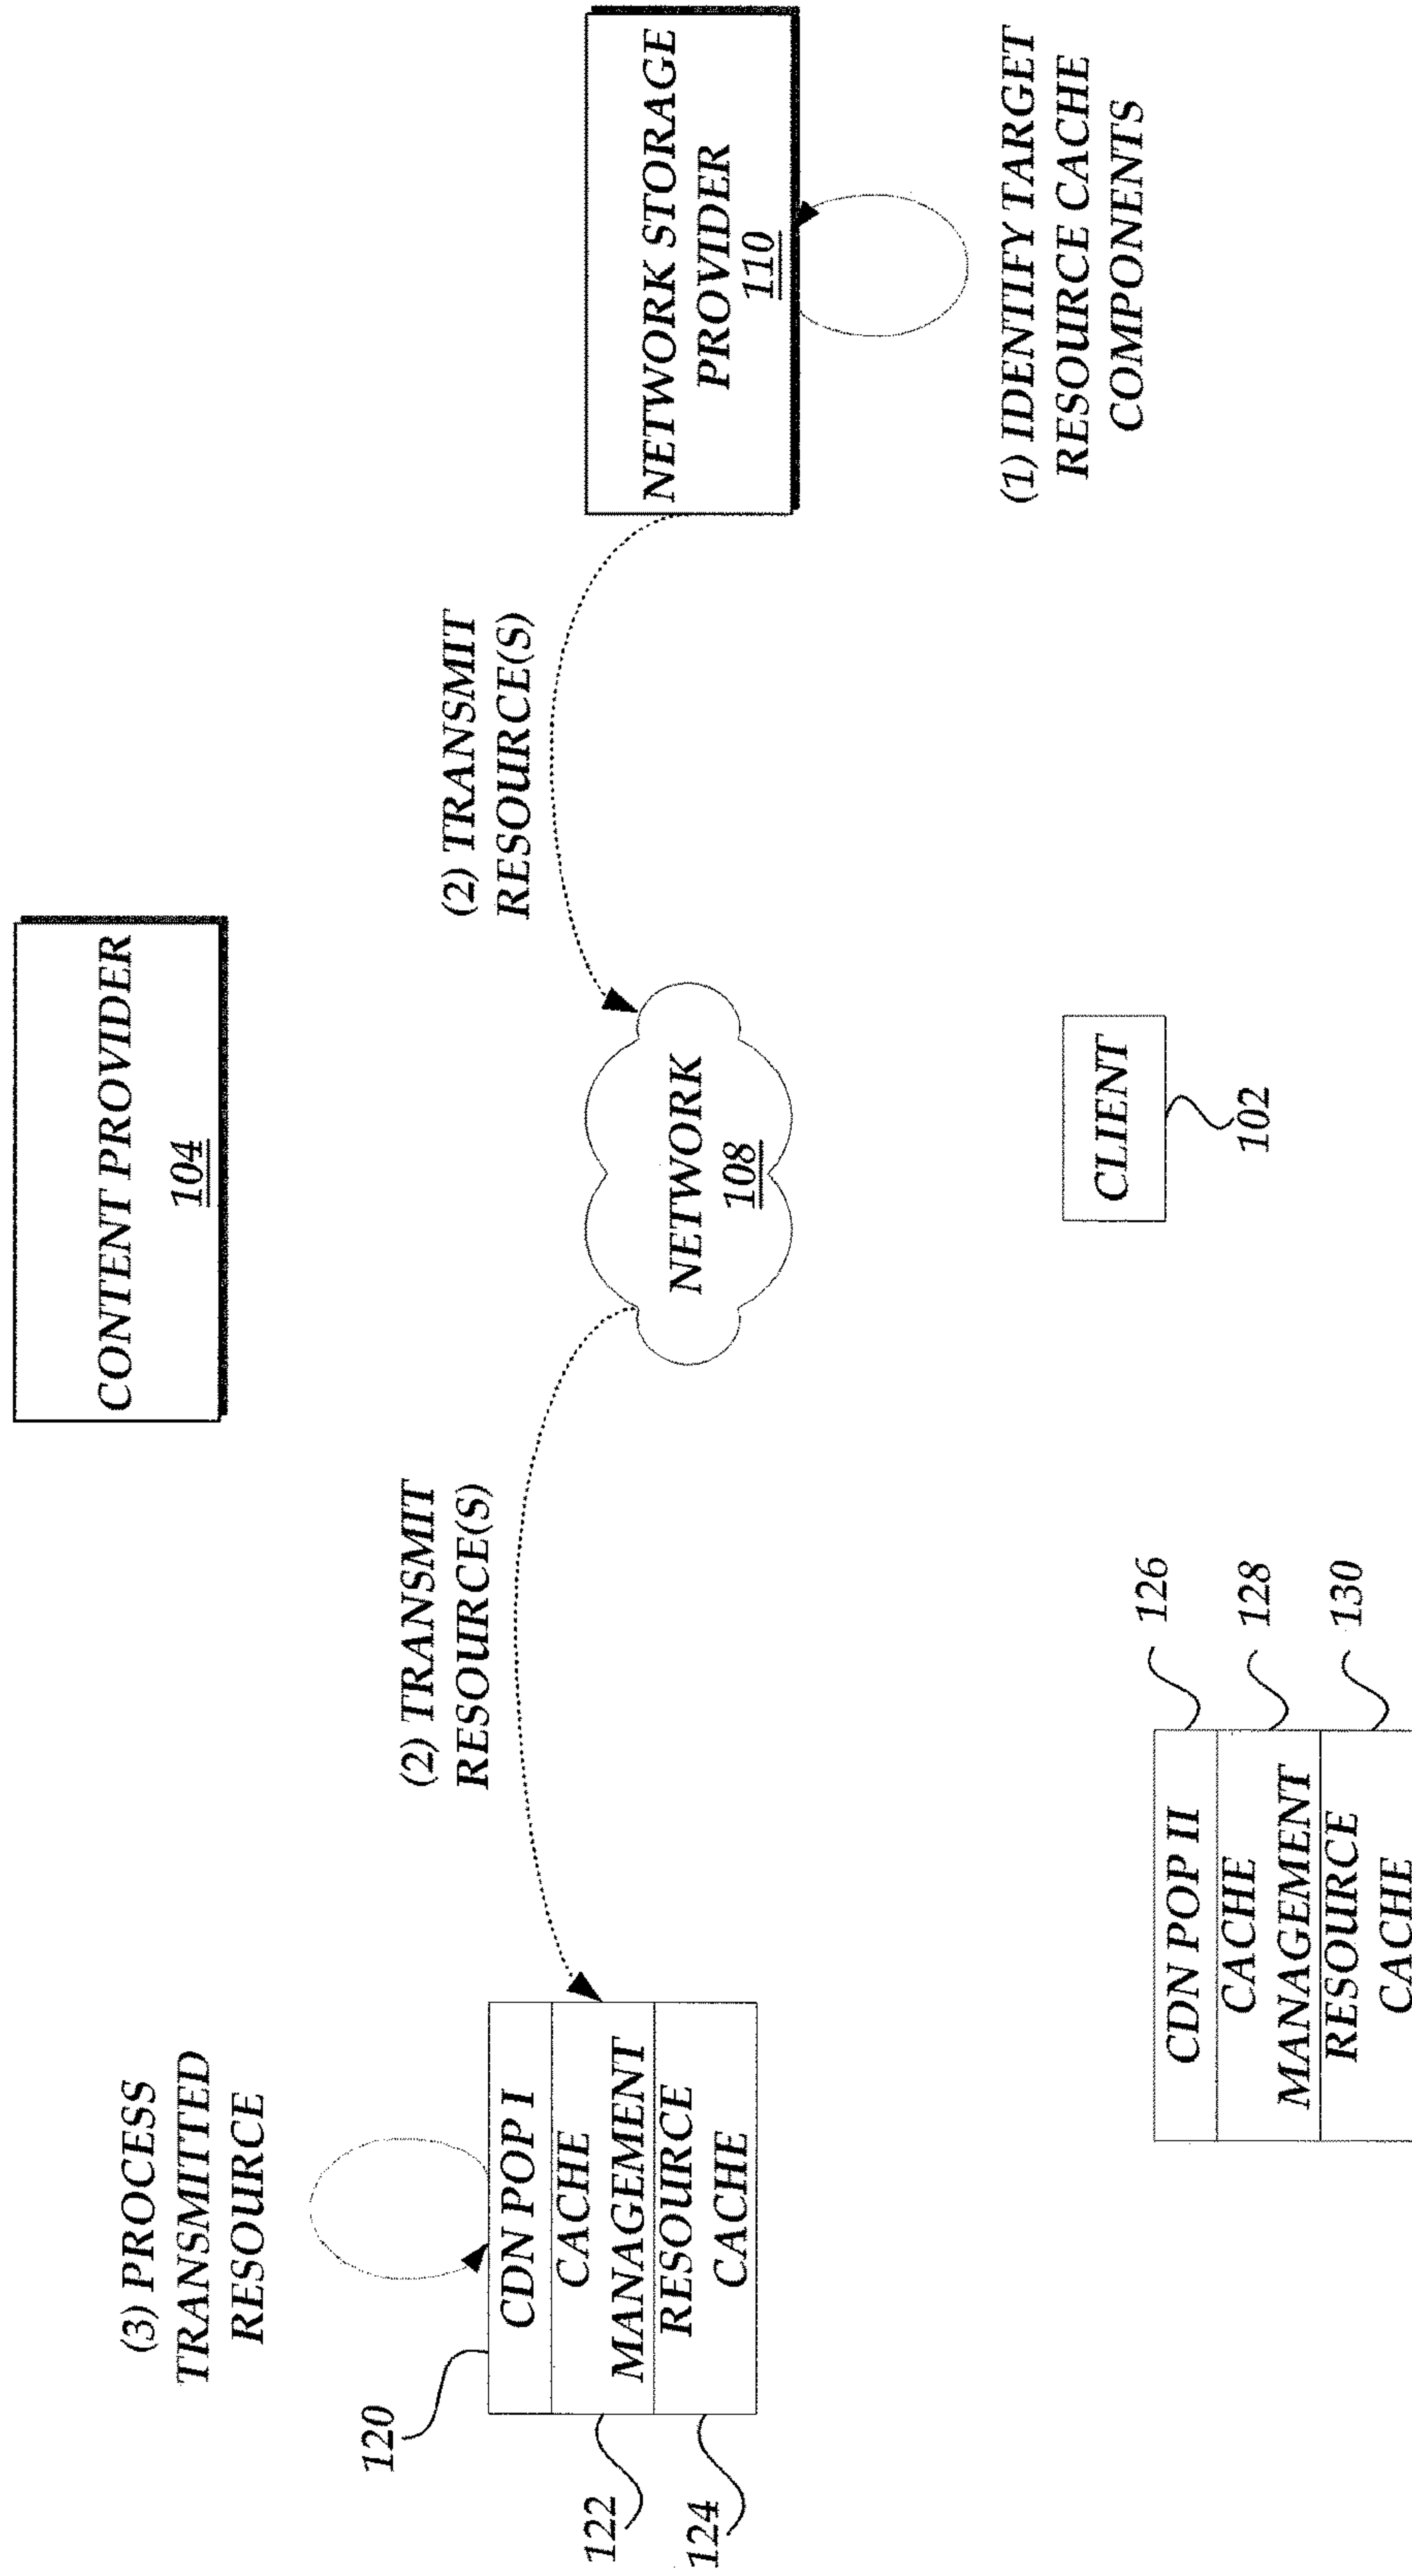 CONTENT PROVIDER
104
(3) PROCESS
TRANSMITTED
RESOURCE
(2) TRANSMIT
RESOURCE(S)
(2) TRANSMIT
RESOURCE(S)
120
CDN POP I
122
CACHE
MANAGEMENT
124
RESOURCE
CACHE
NETWORK
108
NETWORK STORAGE
PROVIDER
110
(1) IDENTIFY TARGET
RESOURCE CACHE
COMPONENTS
CLIENT
102
CDN POP II
126
CACHE
MANAGEMENT
128
RESOURCE
CACHE
130